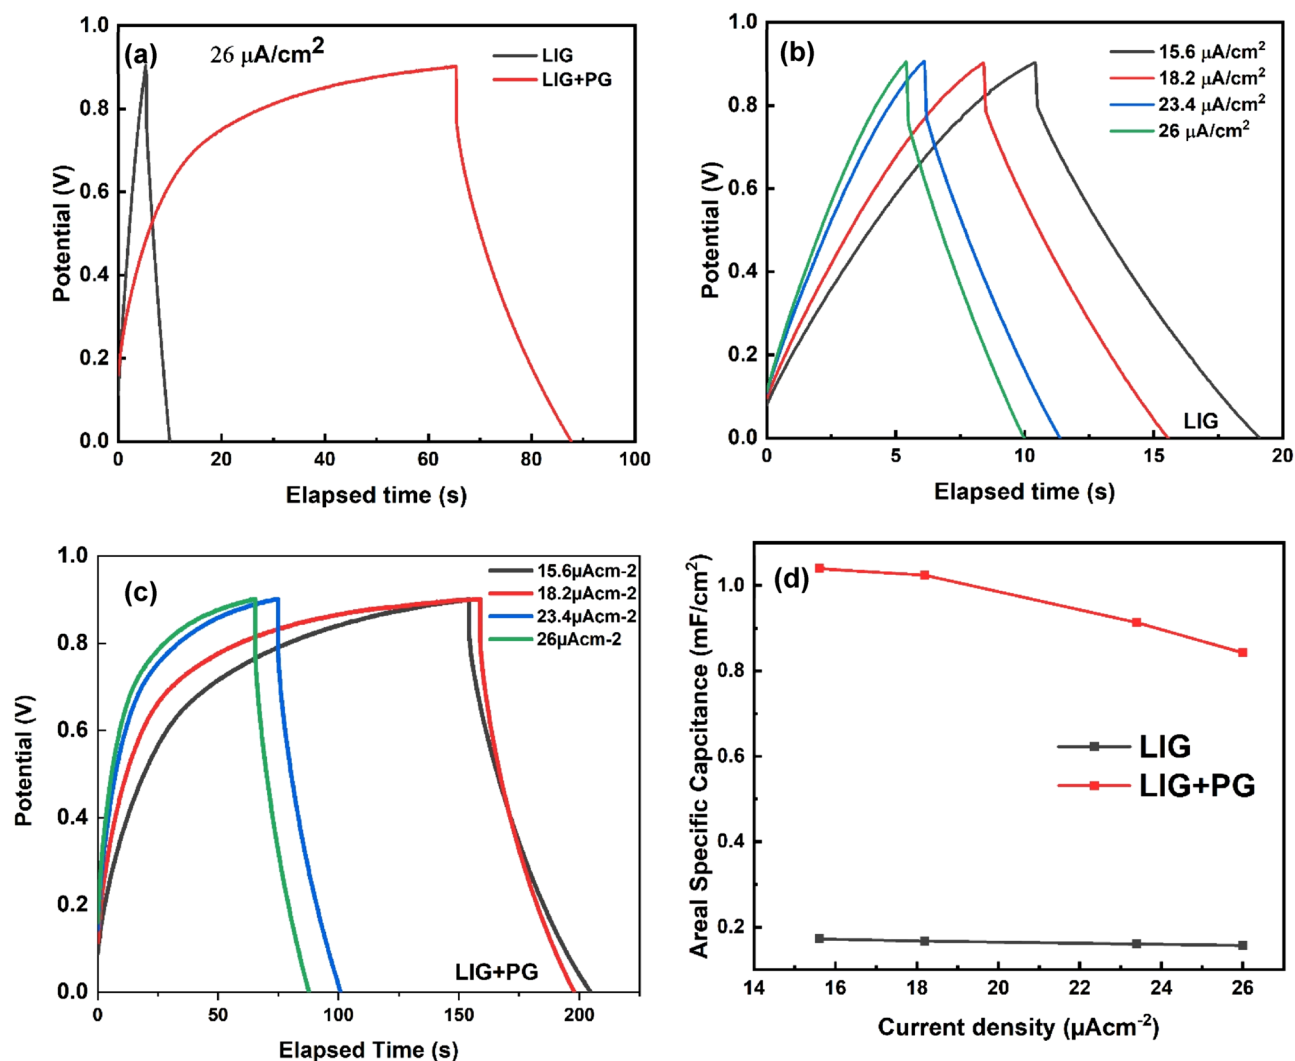 (a)
26 µA/cm²
LIG
LIG+PG
1.0
0.8
0.6
0.4
0.2
0.0
Potential (V)
0 20 40 60 80 100
Elapsed time (s)
(b)
15.6 µA/cm²
18.2 µA/cm²
23.4 µA/cm²
26 µA/cm²
1.0
0.8
0.6
0.4
0.2
0.0
Potential (V)
LIG
0 5 10 15 20
Elapsed time (s)
(c)
15.6µAcm-2
18.2µAcm-2
23.4µAcm-2
26µAcm-2
1.0
0.8
0.6
0.4
0.2
0.0
Potential (V)
LIG+PG
0 50 100 150 200
Elapsed Time (s)
(d)
1.0
0.8
0.6
0.4
0.2
Areal Specific Capcitance (mF/cm²)
LIG
LIG+PG
14 16 18 20 22 24 26
Current density (µAcm⁻²)